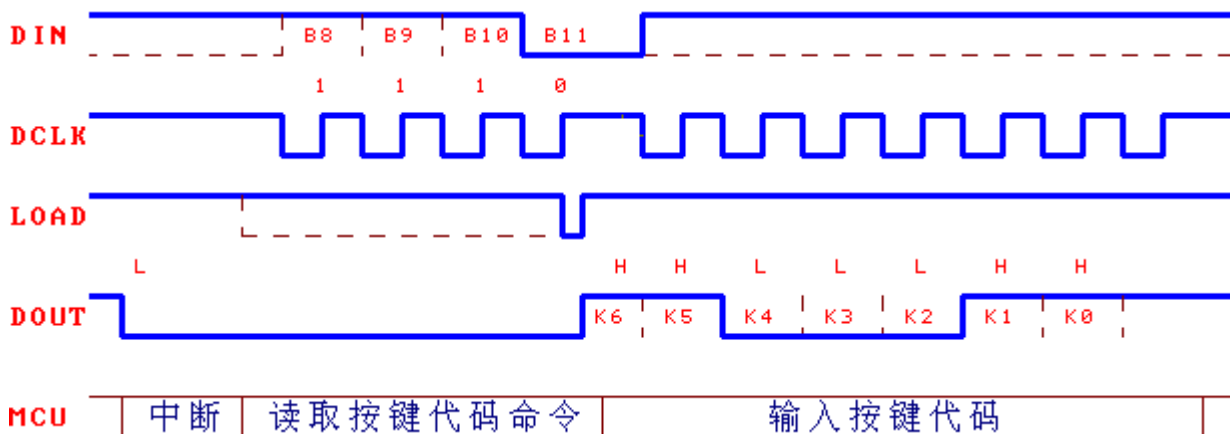 DIN B8 B9 B10 B11
1 1 1 0
DCLK
LOAD
L H H L L L H H
DOUT K6 K5 K4 K3 K2 K1 K0
MCU 中断 读取按键代码命令 输入按键代码